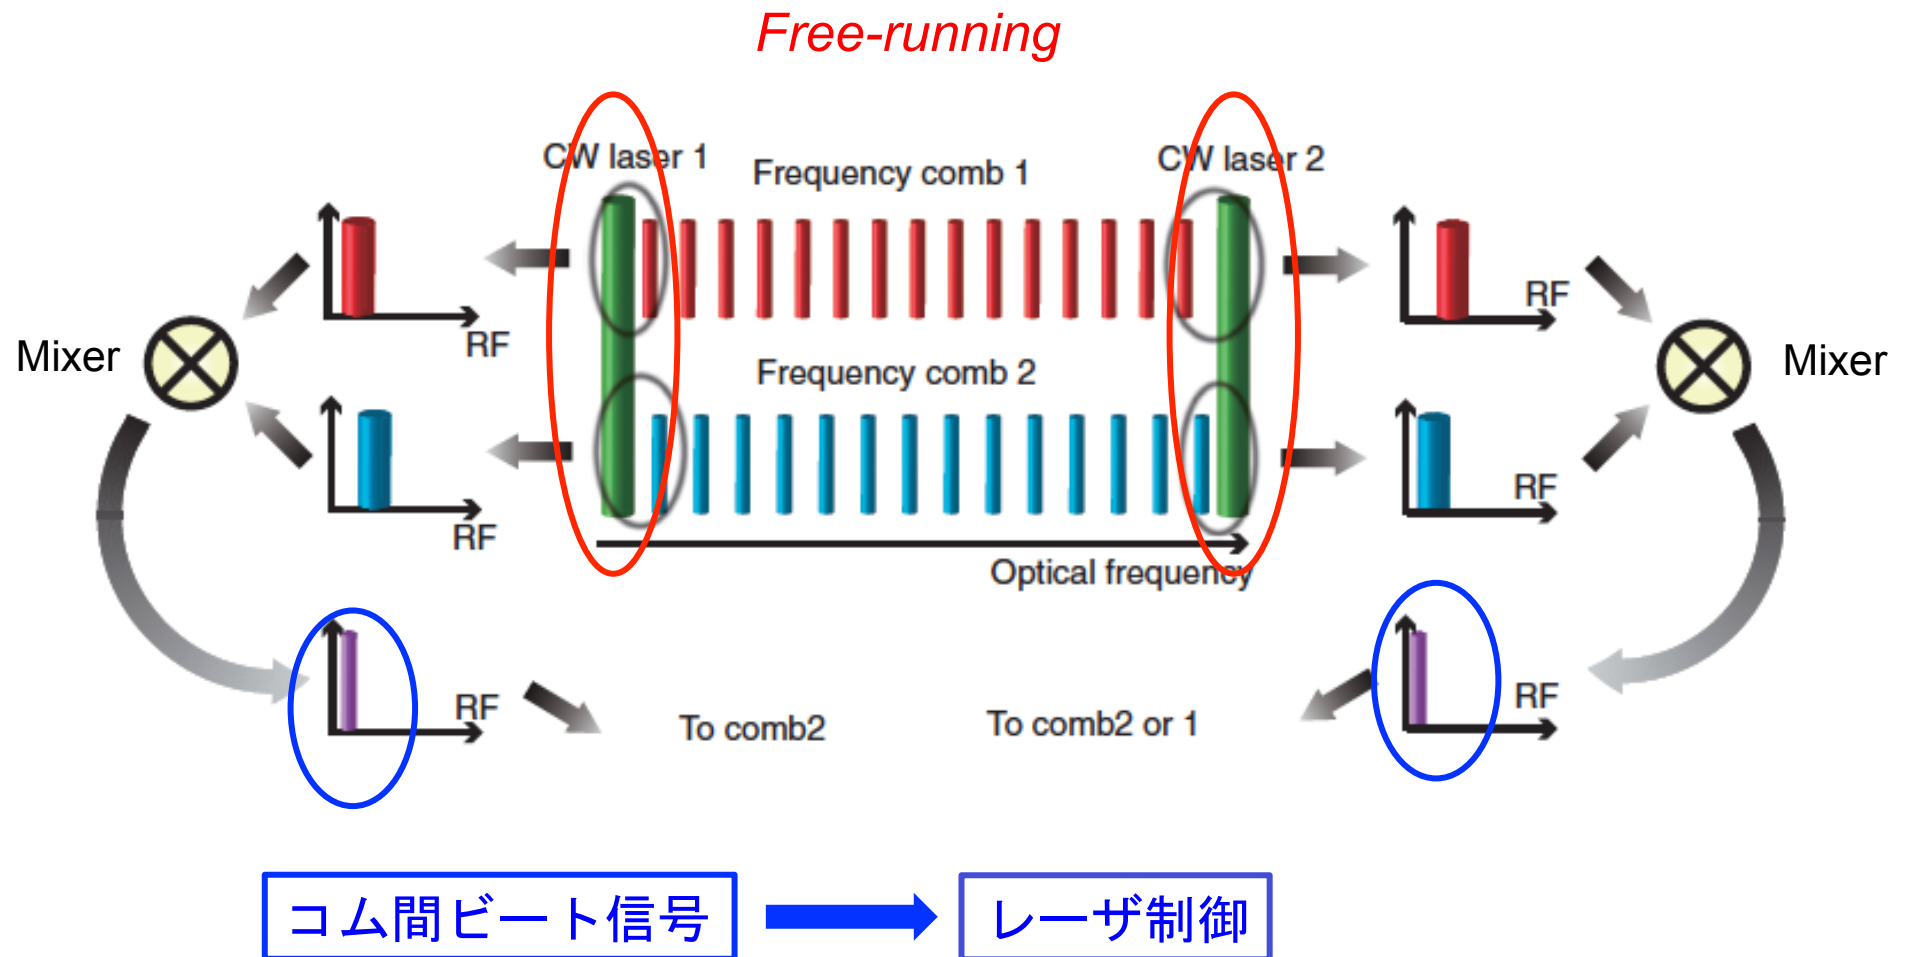 Free-running
CW laser 1
Frequency comb 1
CW laser 2
RF
RF
Mixer
Mixer
Frequency comb 2
RF
RF
Optical frequency
RF
RF
To comb2
To comb2 or 1
コム間ビート信号
レーザ制御